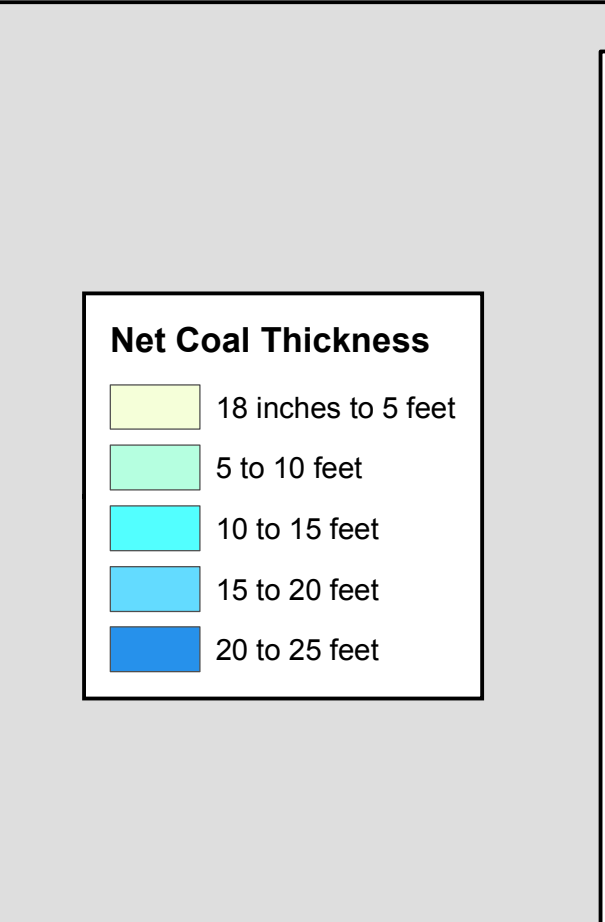 Net Coal Thickness
18 inches to 5 feet
5 to 10 feet
10 to 15 feet
15 to 20 feet
20 to 25 feet